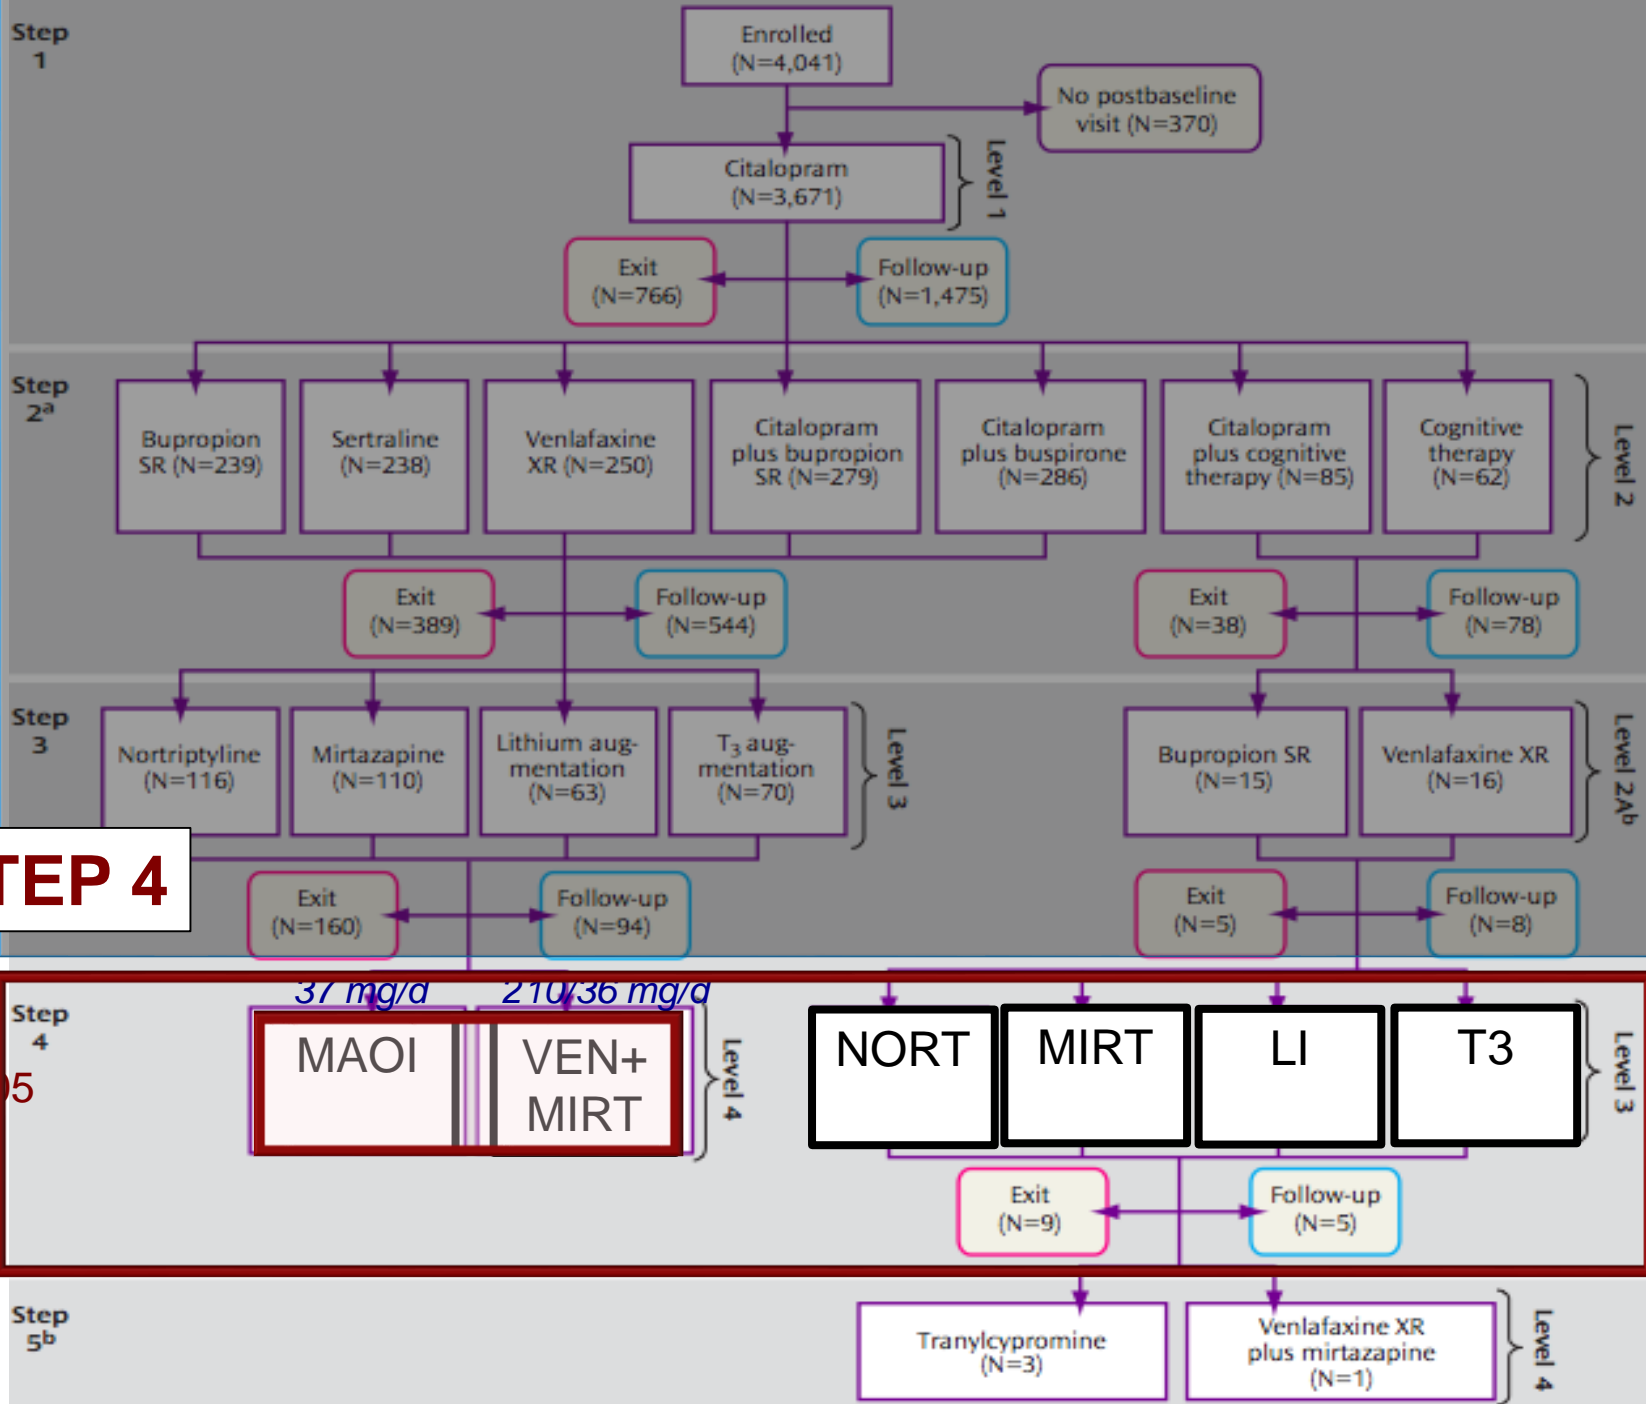 Step
1
Enrolled
(N=4,041)
No postbaseline
visit (N=370)
Citalopram
(N=3,671)
Level 1
Exit
(N=766)
Follow-up
(N=1,475)
Step
2a
Bupropion
SR (N=239)
Sertraline
(N=238)
Venlafaxine
XR (N=250)
Citalopram
plus bupropion
SR (N=279)
Citalopram
plus buspirone
(N=286)
Citalopram
plus cognitive
therapy (N=85)
Cognitive
therapy
(N=62)
Level 2
Exit
(N=389)
Follow-up
(N=544)
Exit
(N=38)
Follow-up
(N=78)
Step
3
Nortriptyline
(N=116)
Mirtazapine
(N=110)
Lithium aug-
mentation
(N=63)
T3 aug-
mentation
(N=70)
Level 3
Bupropion SR
(N=15)
Venlafaxine XR
(N=16)
Level 2Ab
TEP 4
Exit
(N=160)
Follow-up
(N=94)
Exit
(N=5)
Follow-up
(N=8)
37 mg/d
210/36 mg/d
Step
4
05
MAOI
VEN+
MIRT
Level 4
NORT
MIRT
LI
T3
Level 3
Exit
(N=9)
Follow-up
(N=5)
Step
5b
Tranylcypromine
(N=3)
Venlafaxine XR
plus mirtazapine
(N=1)
Level 4